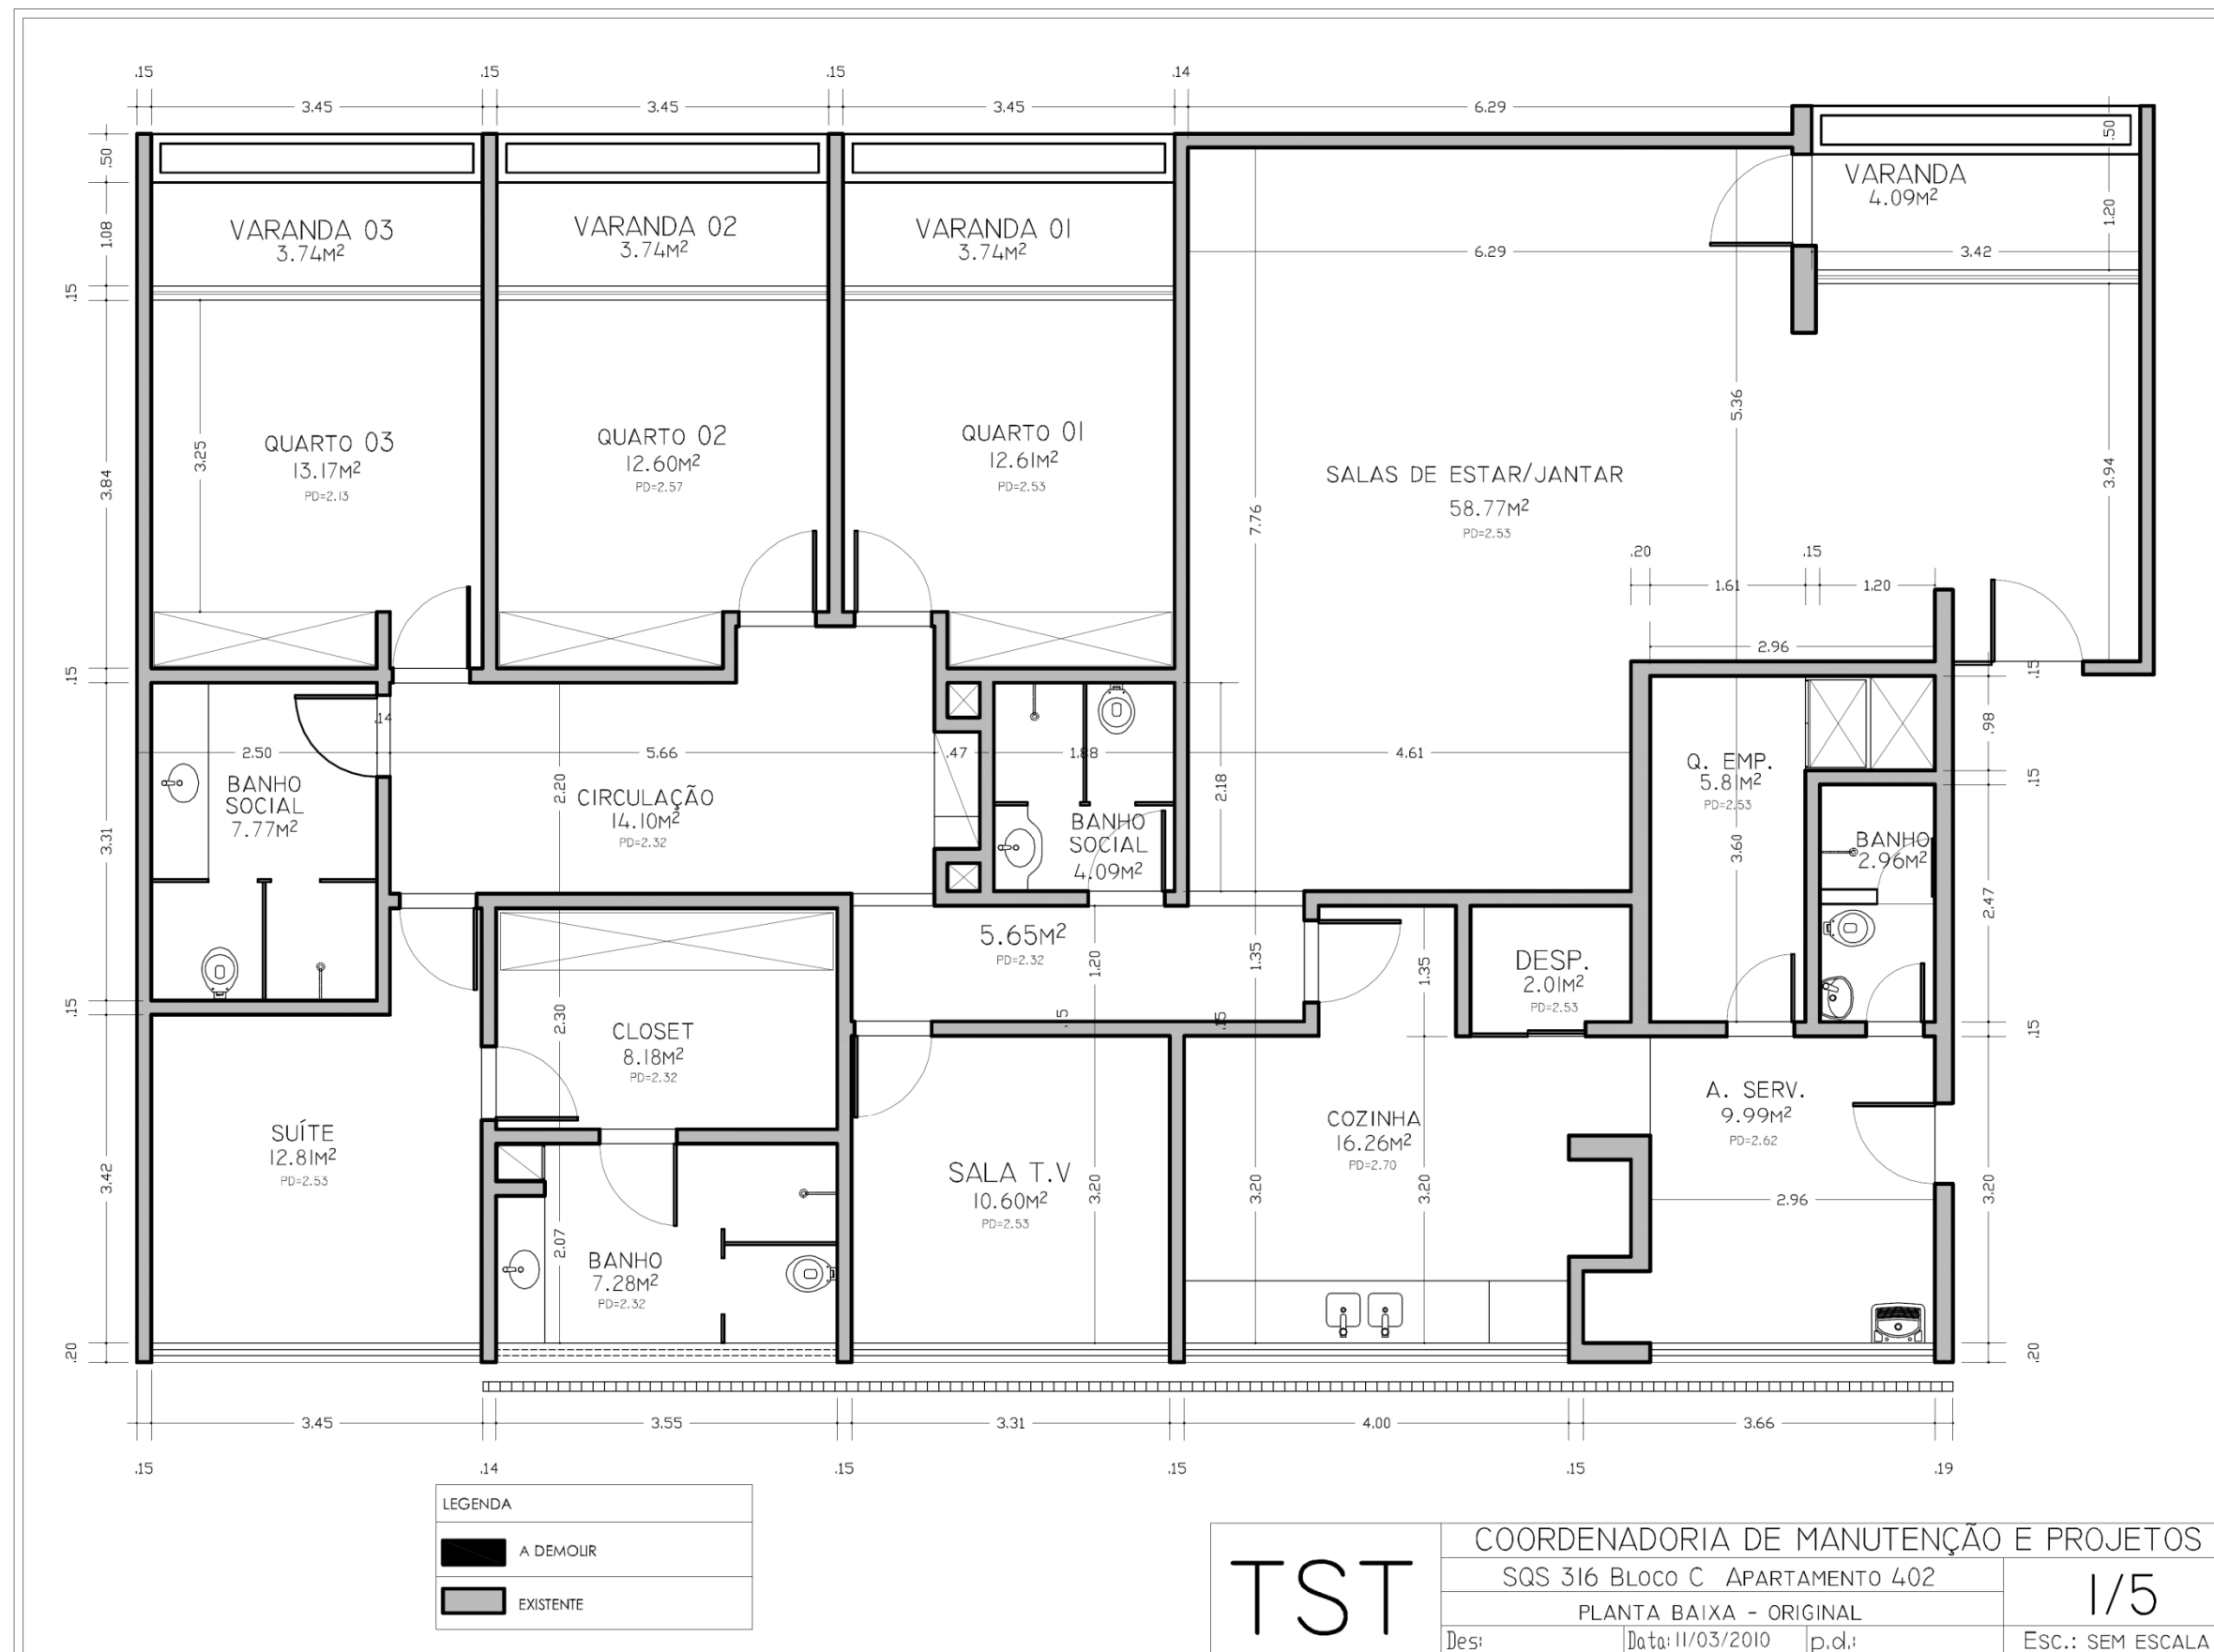 .15
.15
.15
.14
3.45
3.45
3.45
6.29
.50
.50
VARANDA 03
3.74M²
VARANDA 02
3.74M²
VARANDA 01
3.74M²
VARANDA
4.09M²
1.08
1.20
6.29
3.42
.15
3.25
3.84
QUARTO 03
13.17M²
PD=2.13
QUARTO 02
12.60M²
PD=2.57
QUARTO 01
12.61M²
PD=2.53
5.36
7.76
SALAS DE ESTAR/JANTAR
58.77M²
PD=2.53
3.94
.20
.15
1.61
1.20
2.96
.15
.15
.14
2.50
5.66
.47
1.88
4.61
.98
BANHO
SOCIAL
7.77M²
2.20
CIRCULAÇÃO
14.10M²
PD=2.32
2.18
BANHO
SOCIAL
4.09M²
Q. EMP.
5.81M²
PD=2.53
.15
3.31
3.60
BANHO
2.96M²
2.47
5.65M²
PD=2.32
1.20
1.35
1.35
DESP.
2.01M²
PD=2.53
.15
.15
.15
.15
2.30
CLOSET
8.18M²
PD=2.32
SUÍTE
12.81M²
PD=2.53
3.42
COZINHA
16.26M²
PD=2.70
A. SERV.
9.99M²
PD=2.62
SALA T.V
10.60M²
PD=2.53
3.20
3.20
3.20
2.96
3.20
2.07
BANHO
7.28M²
PD=2.32
.20
.20
3.45
3.55
3.31
4.00
3.66
.15
.14
.15
.15
.15
.19
LEGENDA
A DEMOLIR
EXISTENTE
TST
COORDENADORIA DE MANUTENÇÃO E PROJETOS
SQS 316 BLOCO C APARTAMENTO 402
PLANTA BAIXA - ORIGINAL
1/5
Des:
Data: 11/03/2010
p.d.:
ESC.: SEM ESCALA